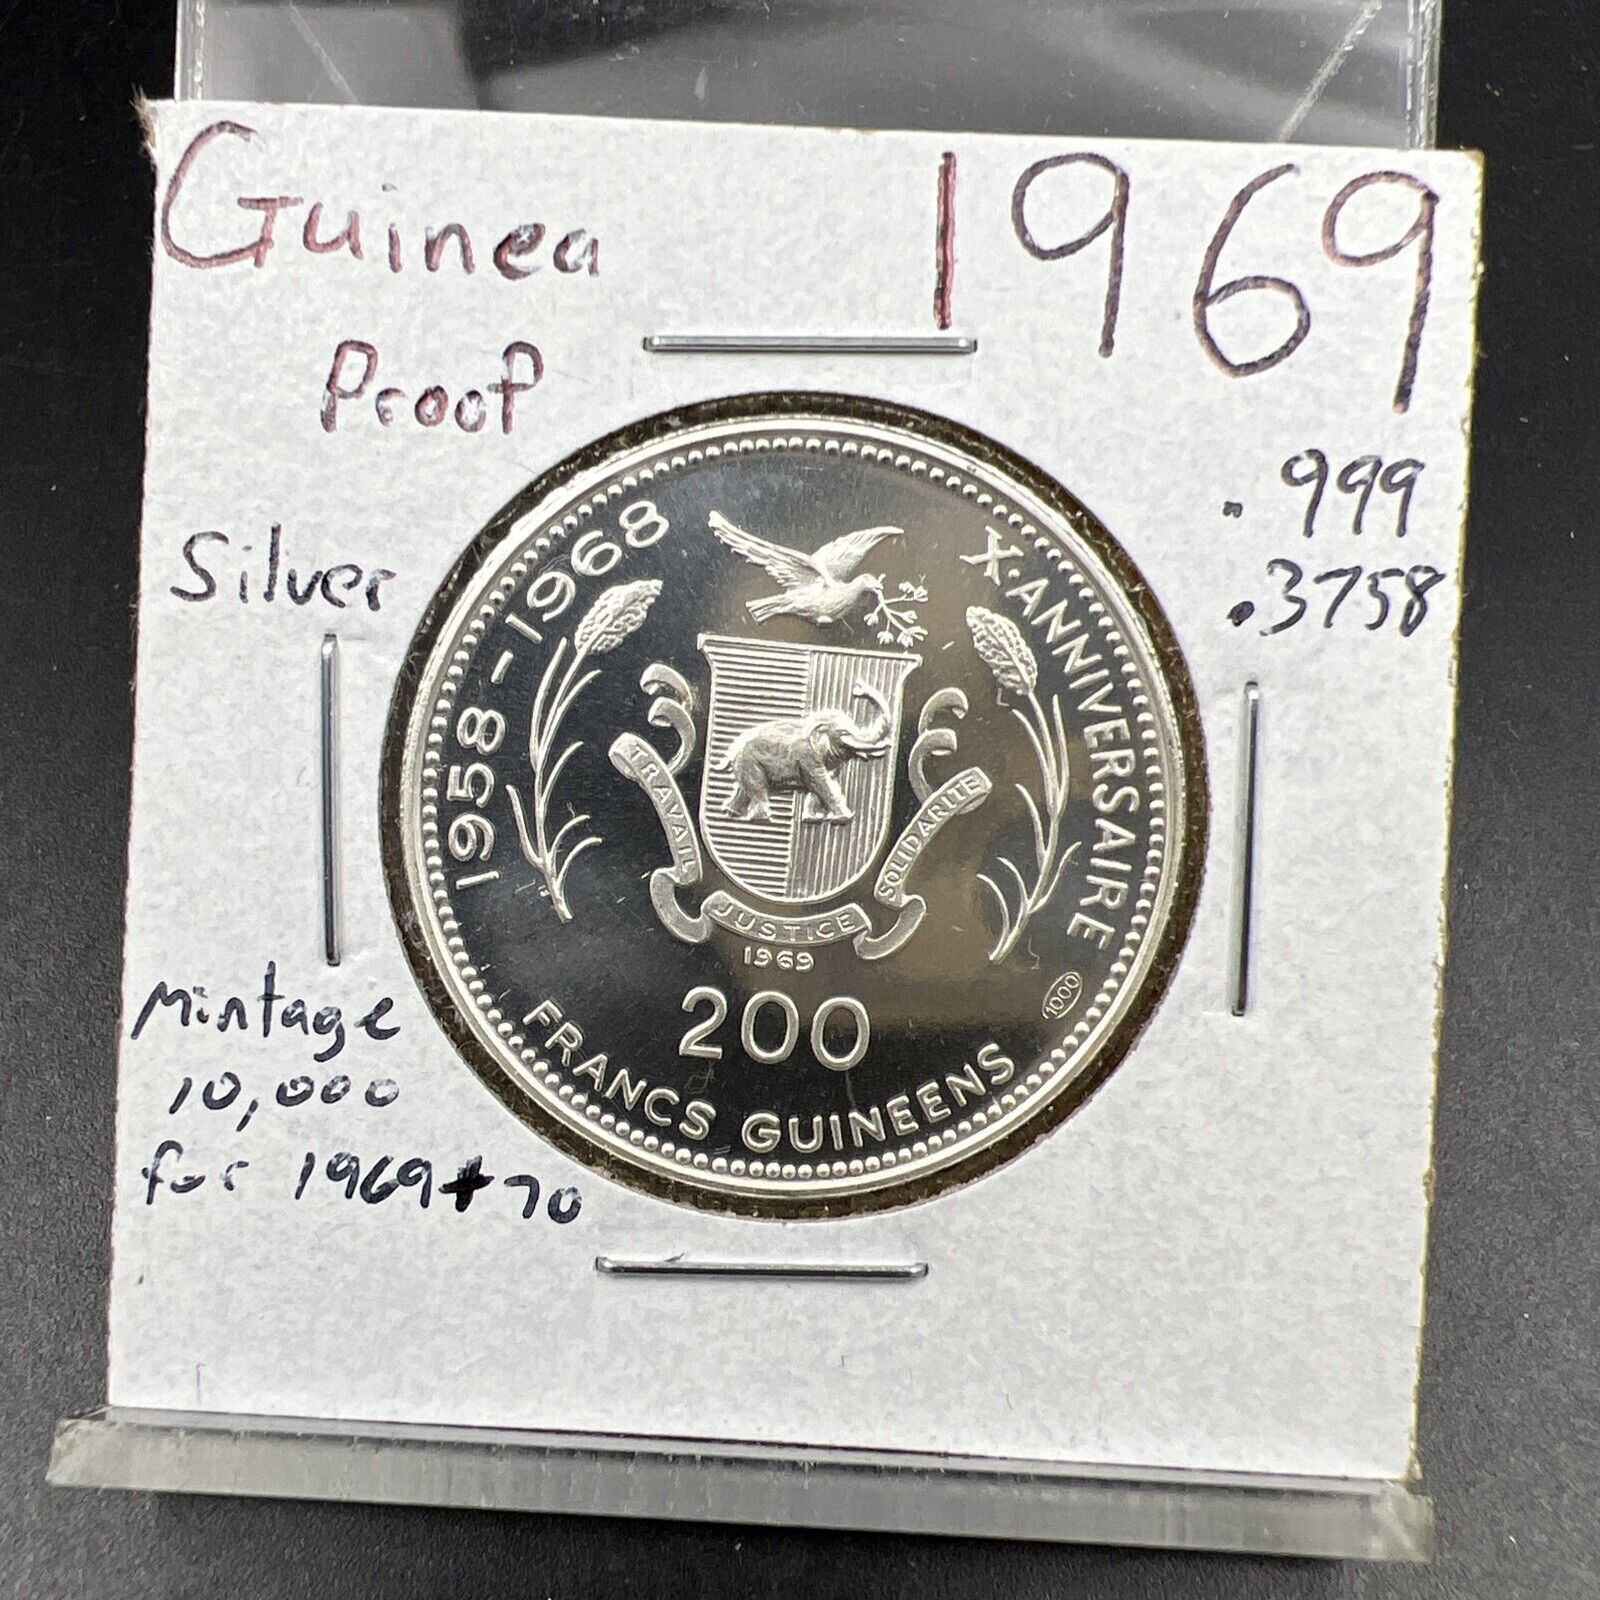 Guinea
1969
Proof
.999
.3758
Silver
Mintage
10,000
for 1969+70
1958-1968
X·ANNIVERSAIRE
TRAVAIL
JUSTICE
SOLIDARITE
1969
1000
200
FRANCS GUINEENS